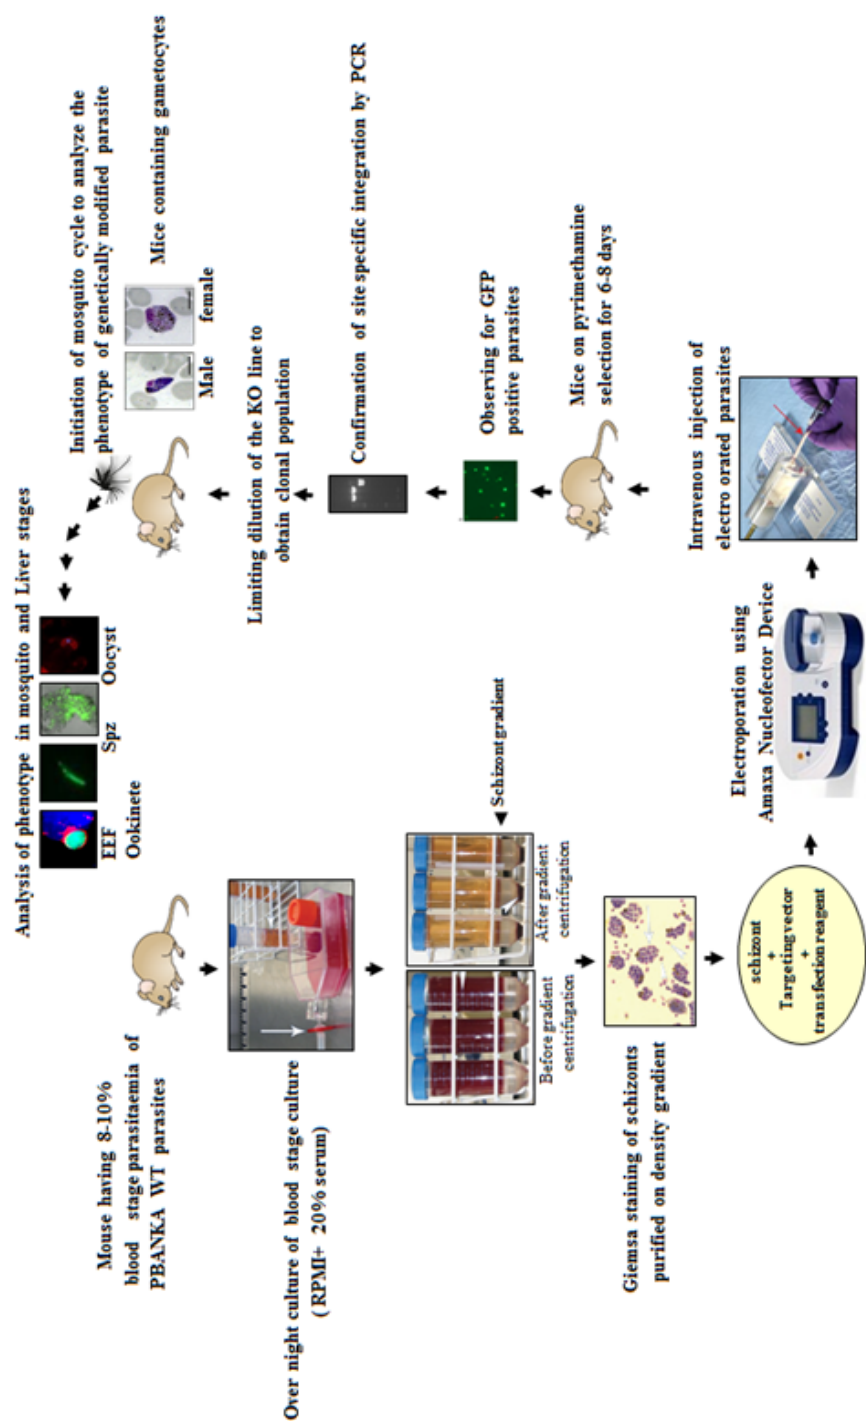 Mouse having 8-10%
blood stage parasitaemia of
PBANKA WT parasites
Over night culture of blood stage culture
( RPMI+ 20% serum)
Before gradient
centrifugation
After gradient
centrifugation
Schizont gradient
Giemsa staining of schizonts
purified on density gradient
schizont
+
Targeting vector
+
transfection reagent
Electroporation using
Amaxa Nucleofector Device
Intravenous injection of
electro orated parasites
Mice on pyrimethamine
selection for 6-8 days
Observing for GFP
positive parasites
Confirmation of site specific integration by PCR
Limiting dilution of the KO line to
obtain clonal population
Mice containing gametocytes
Male
female
Initiation of mosquito cycle to analyze the
phenotype of genetically modified parasite
Analysis of phenotype in mosquito and Liver stages
EEF
Ookinete
Spz
Oocyst